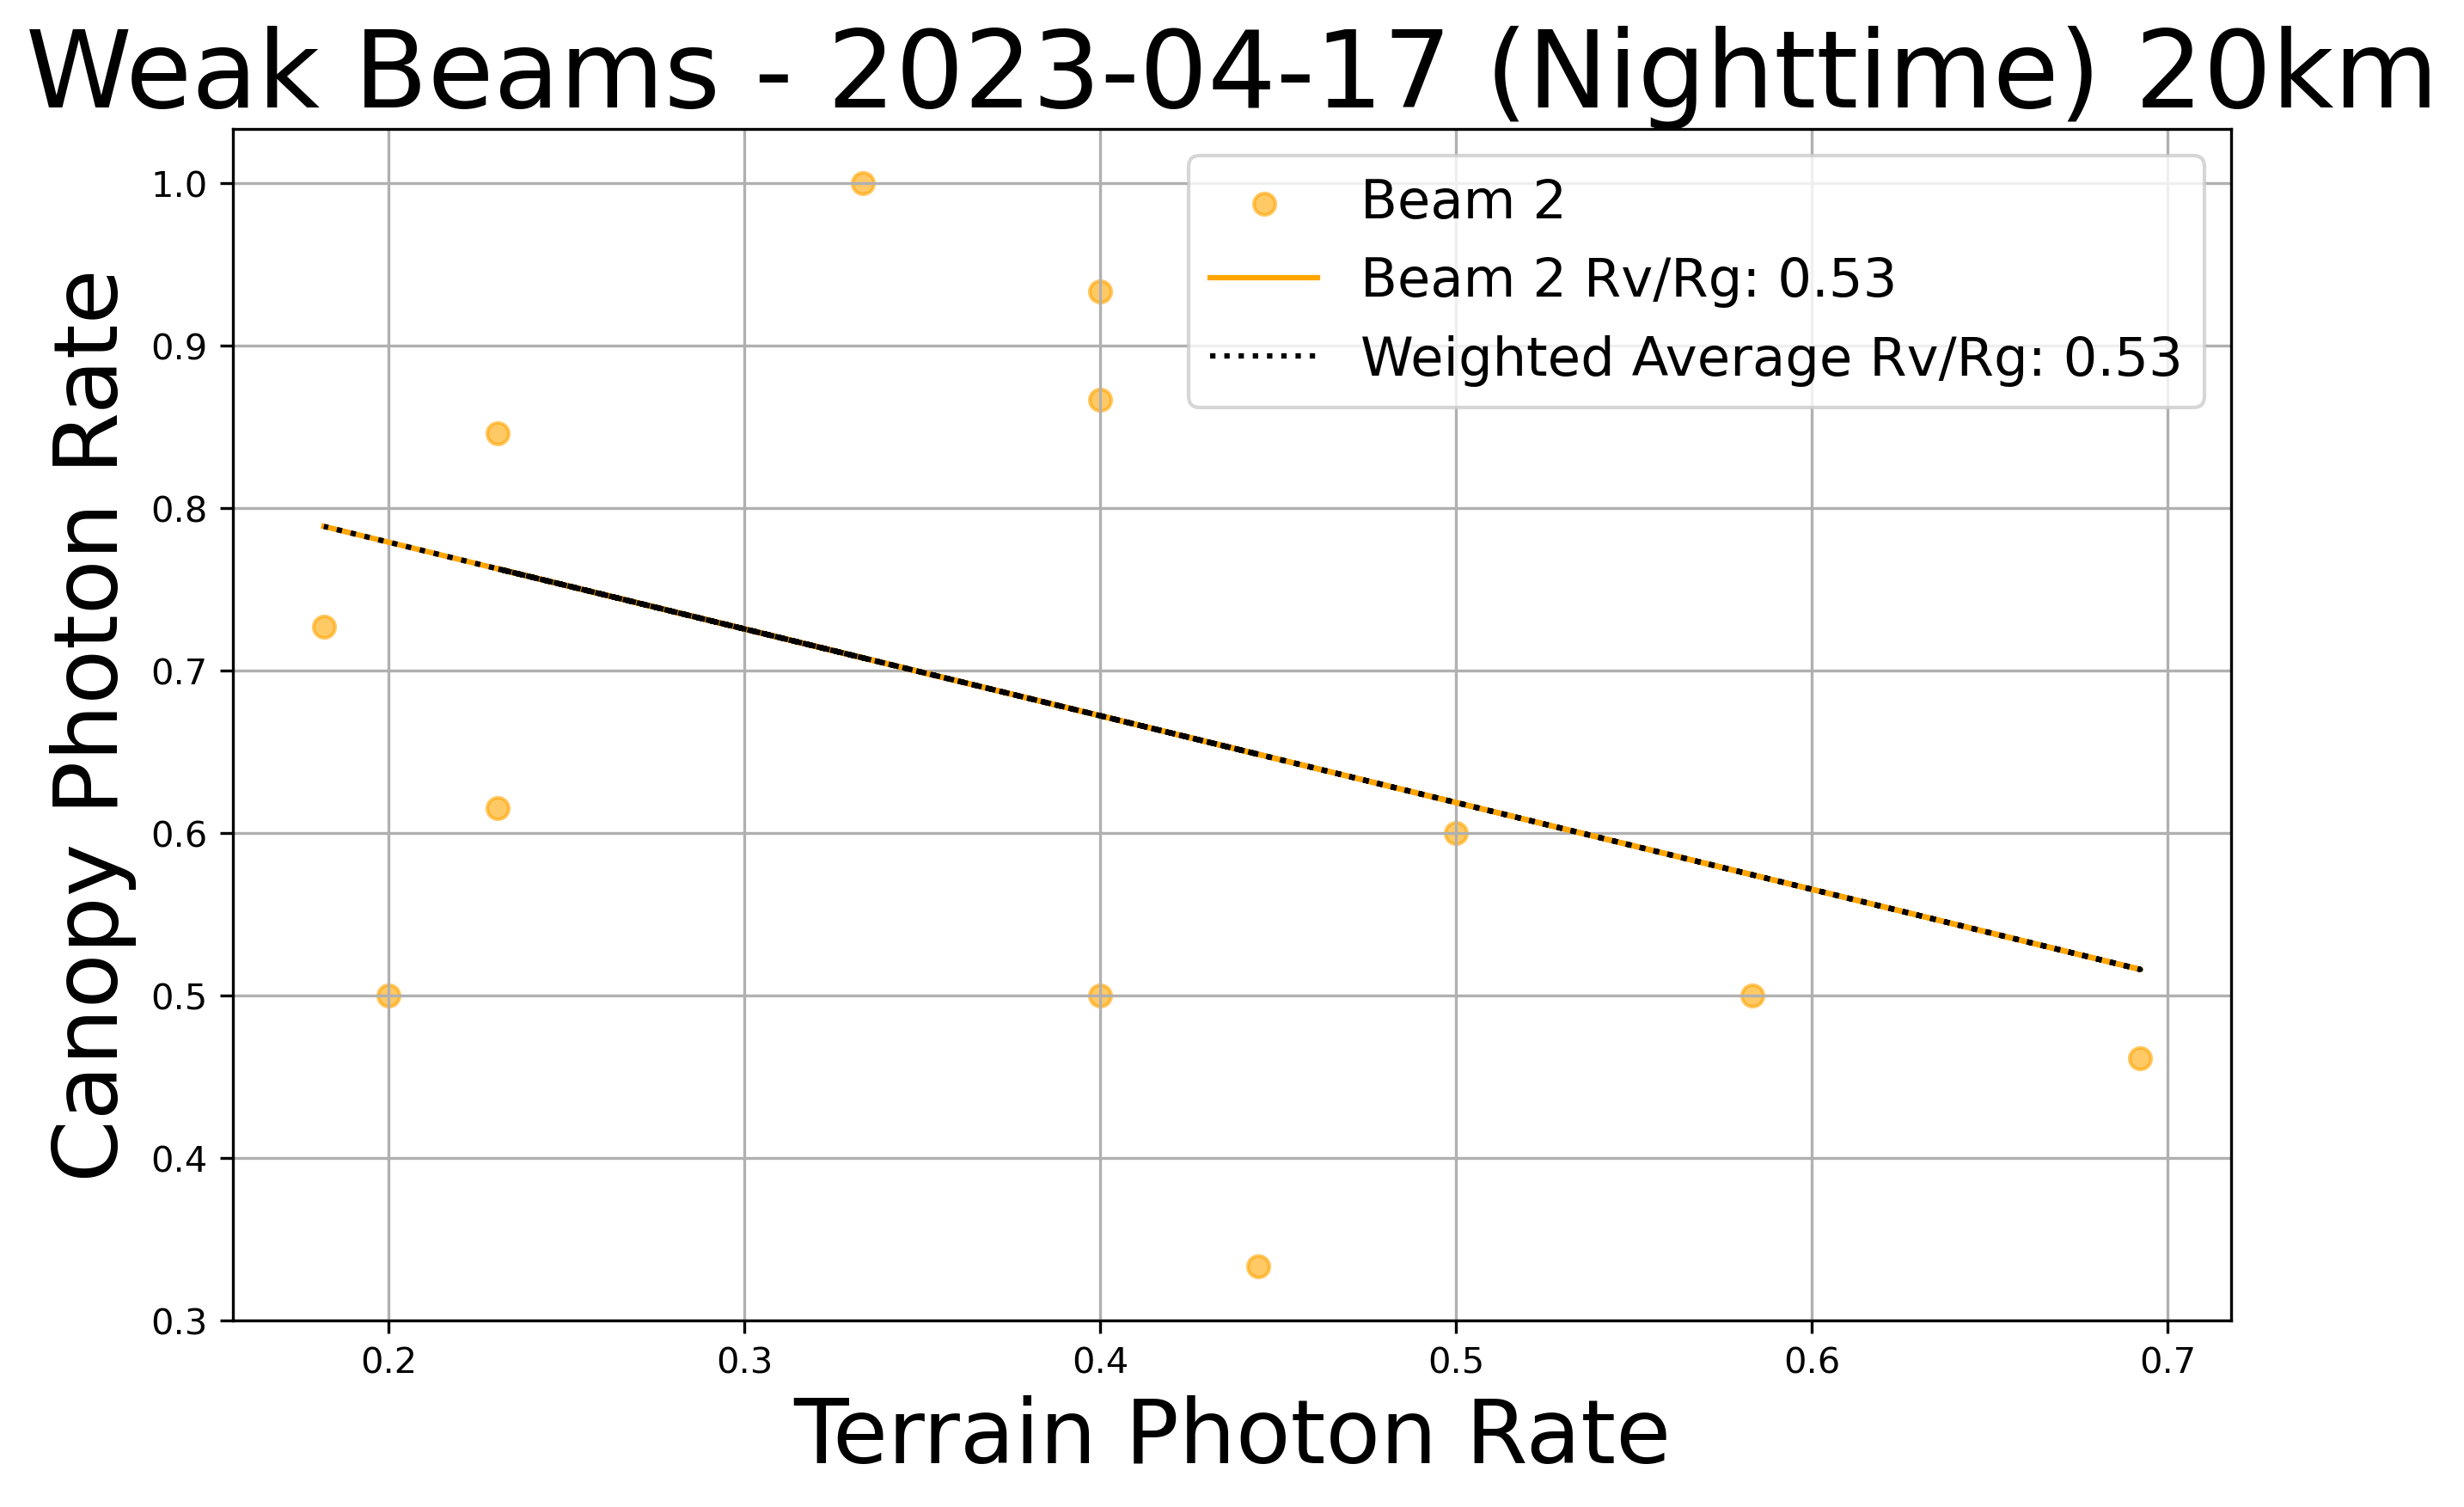 Weak Beams - 2023-04-17 (Nighttime) 20km
Beam 2
Beam 2 Rv/Rg: 0.53
Weighted Average Rv/Rg: 0.53
Canopy Photon Rate
1.0
0.9
0.8
0.7
0.6
0.5
0.4
0.3
0.2 0.3 0.4 0.5 0.6 0.7
Terrain Photon Rate